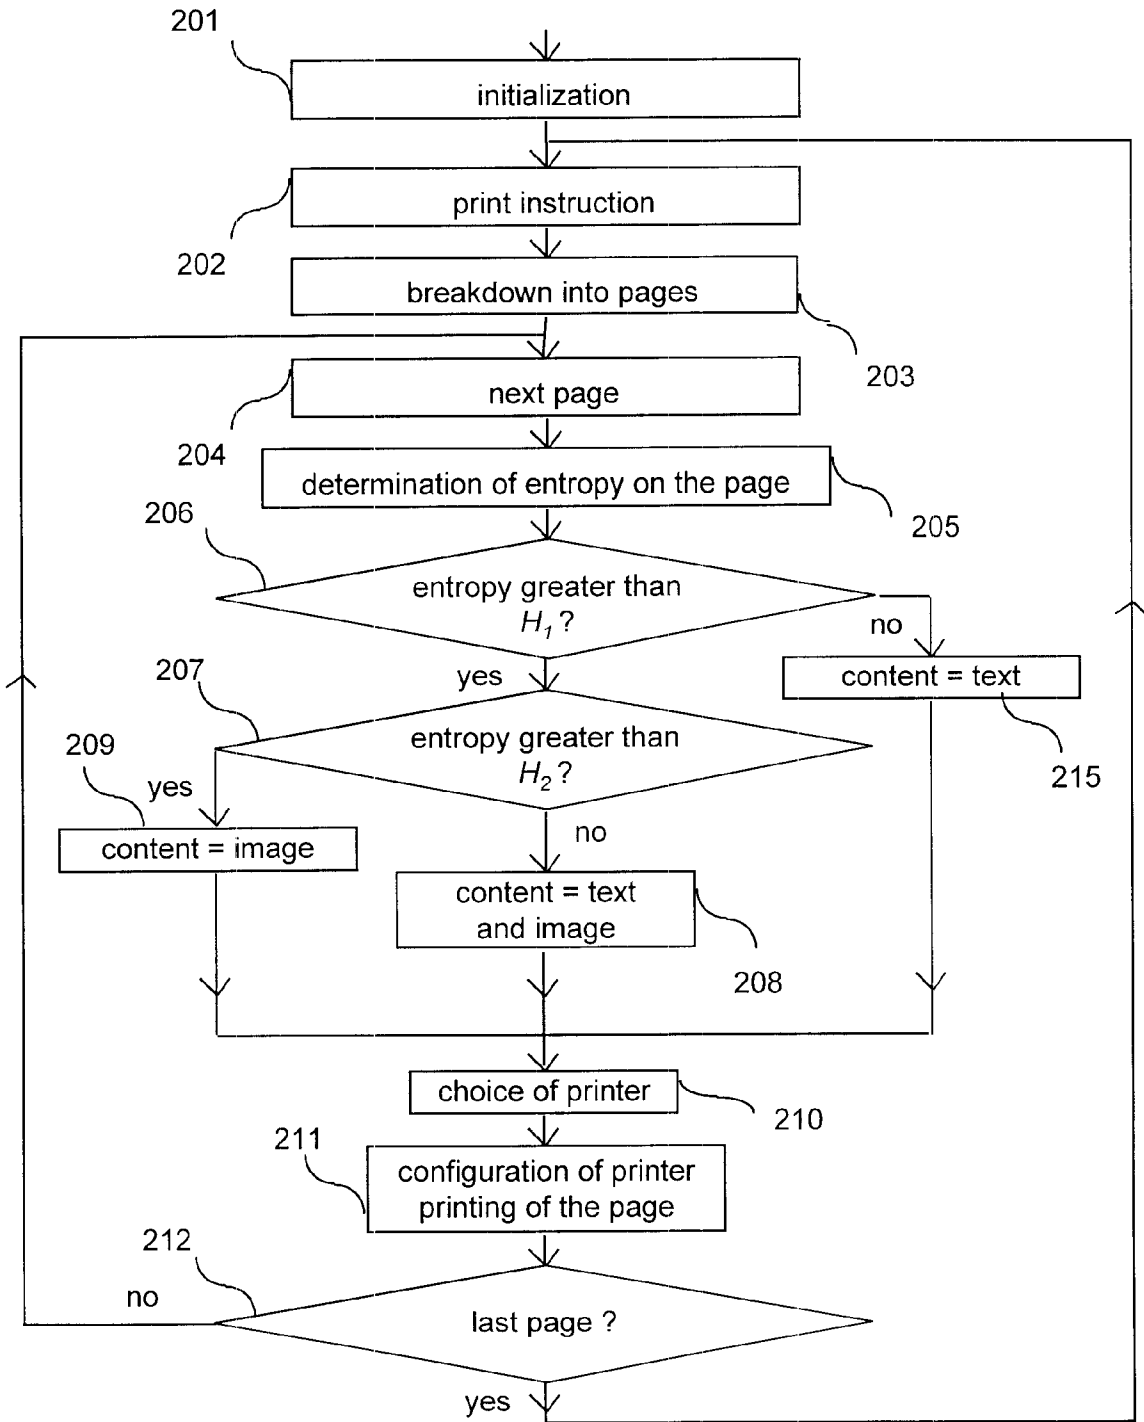 201
initialization
print instruction
202
breakdown into pages
203
next page
204
determination of entropy on the page
205
206
entropy greater than
H1 ?
no
content = text
215
yes
207
entropy greater than
H2 ?
209
yes
content = image
no
content = text
and image
208
choice of printer
210
211
configuration of printer
printing of the page
212
no
last page ?
yes